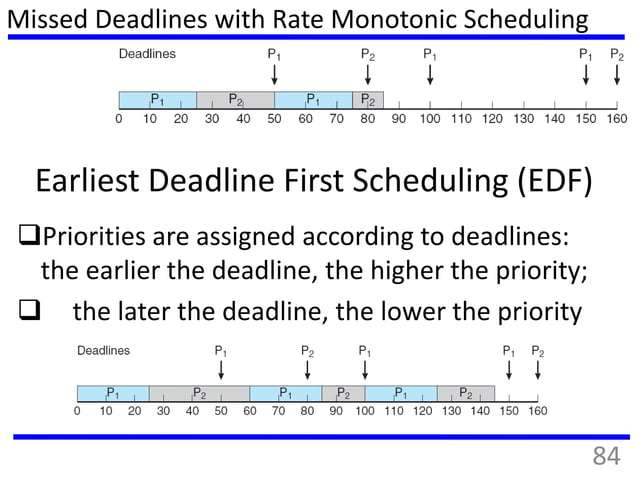 Missed Deadlines with Rate Monotonic Scheduling
Deadlines P1 P2 P1 P1 P2
P1 P2 P1 P2
0 10 20 30 40 50 60 70 80 90 100 110 120 130 140 150 160
Earliest Deadline First Scheduling (EDF)
❑Priorities are assigned according to deadlines:
the earlier the deadline, the higher the priority;
❑ the later the deadline, the lower the priority
Deadlines P1 P2 P1 P1 P2
P1 P2 P1 P2 P1 P2
0 10 20 30 40 50 60 70 80 90 100 110 120 130 140 150 160
84